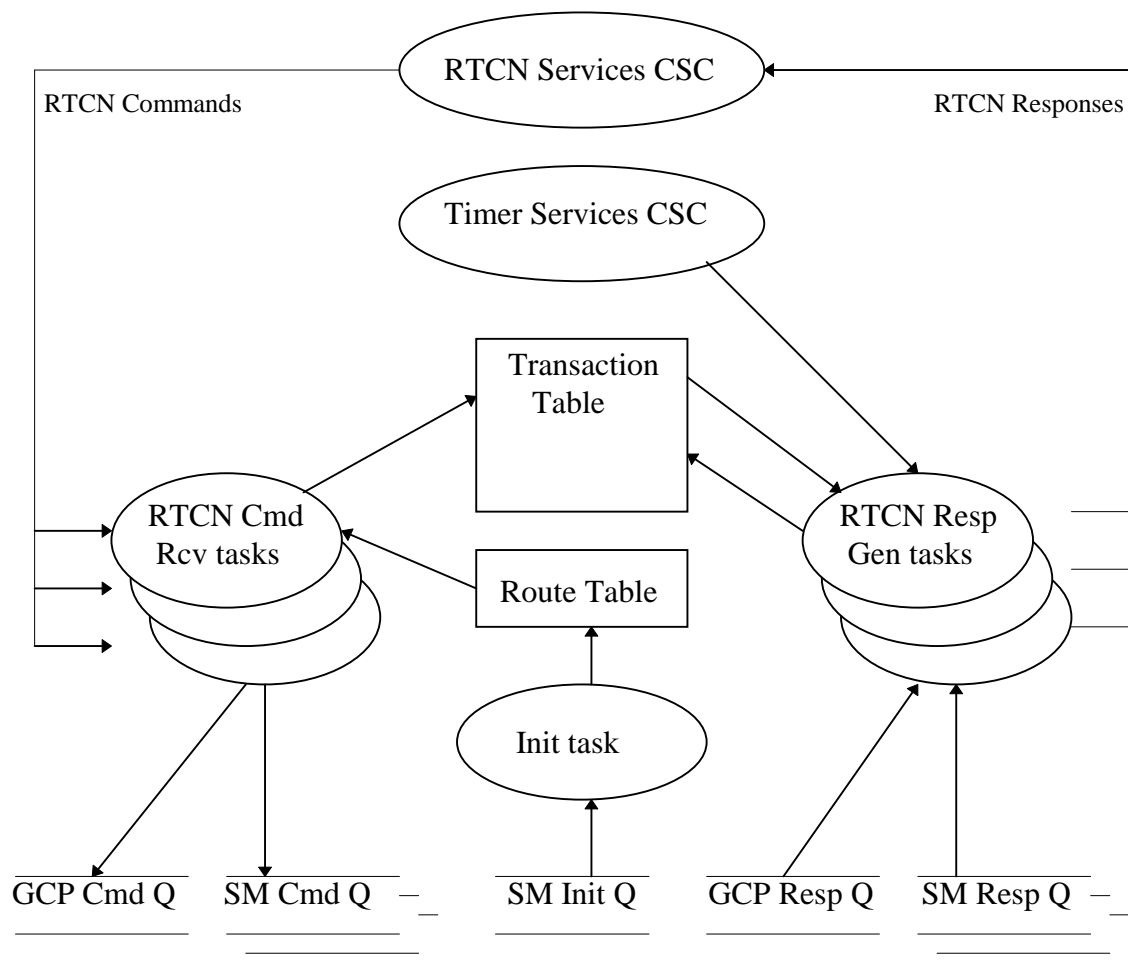 RTCN Services CSC
RTCN Commands
RTCN Responses
Timer Services CSC
Transaction
Table
RTCN Cmd
Rcv tasks
RTCN Resp
Gen tasks
Route Table
Init task
GCP Cmd Q
SM Cmd Q
SM Init Q
GCP Resp Q
SM Resp Q